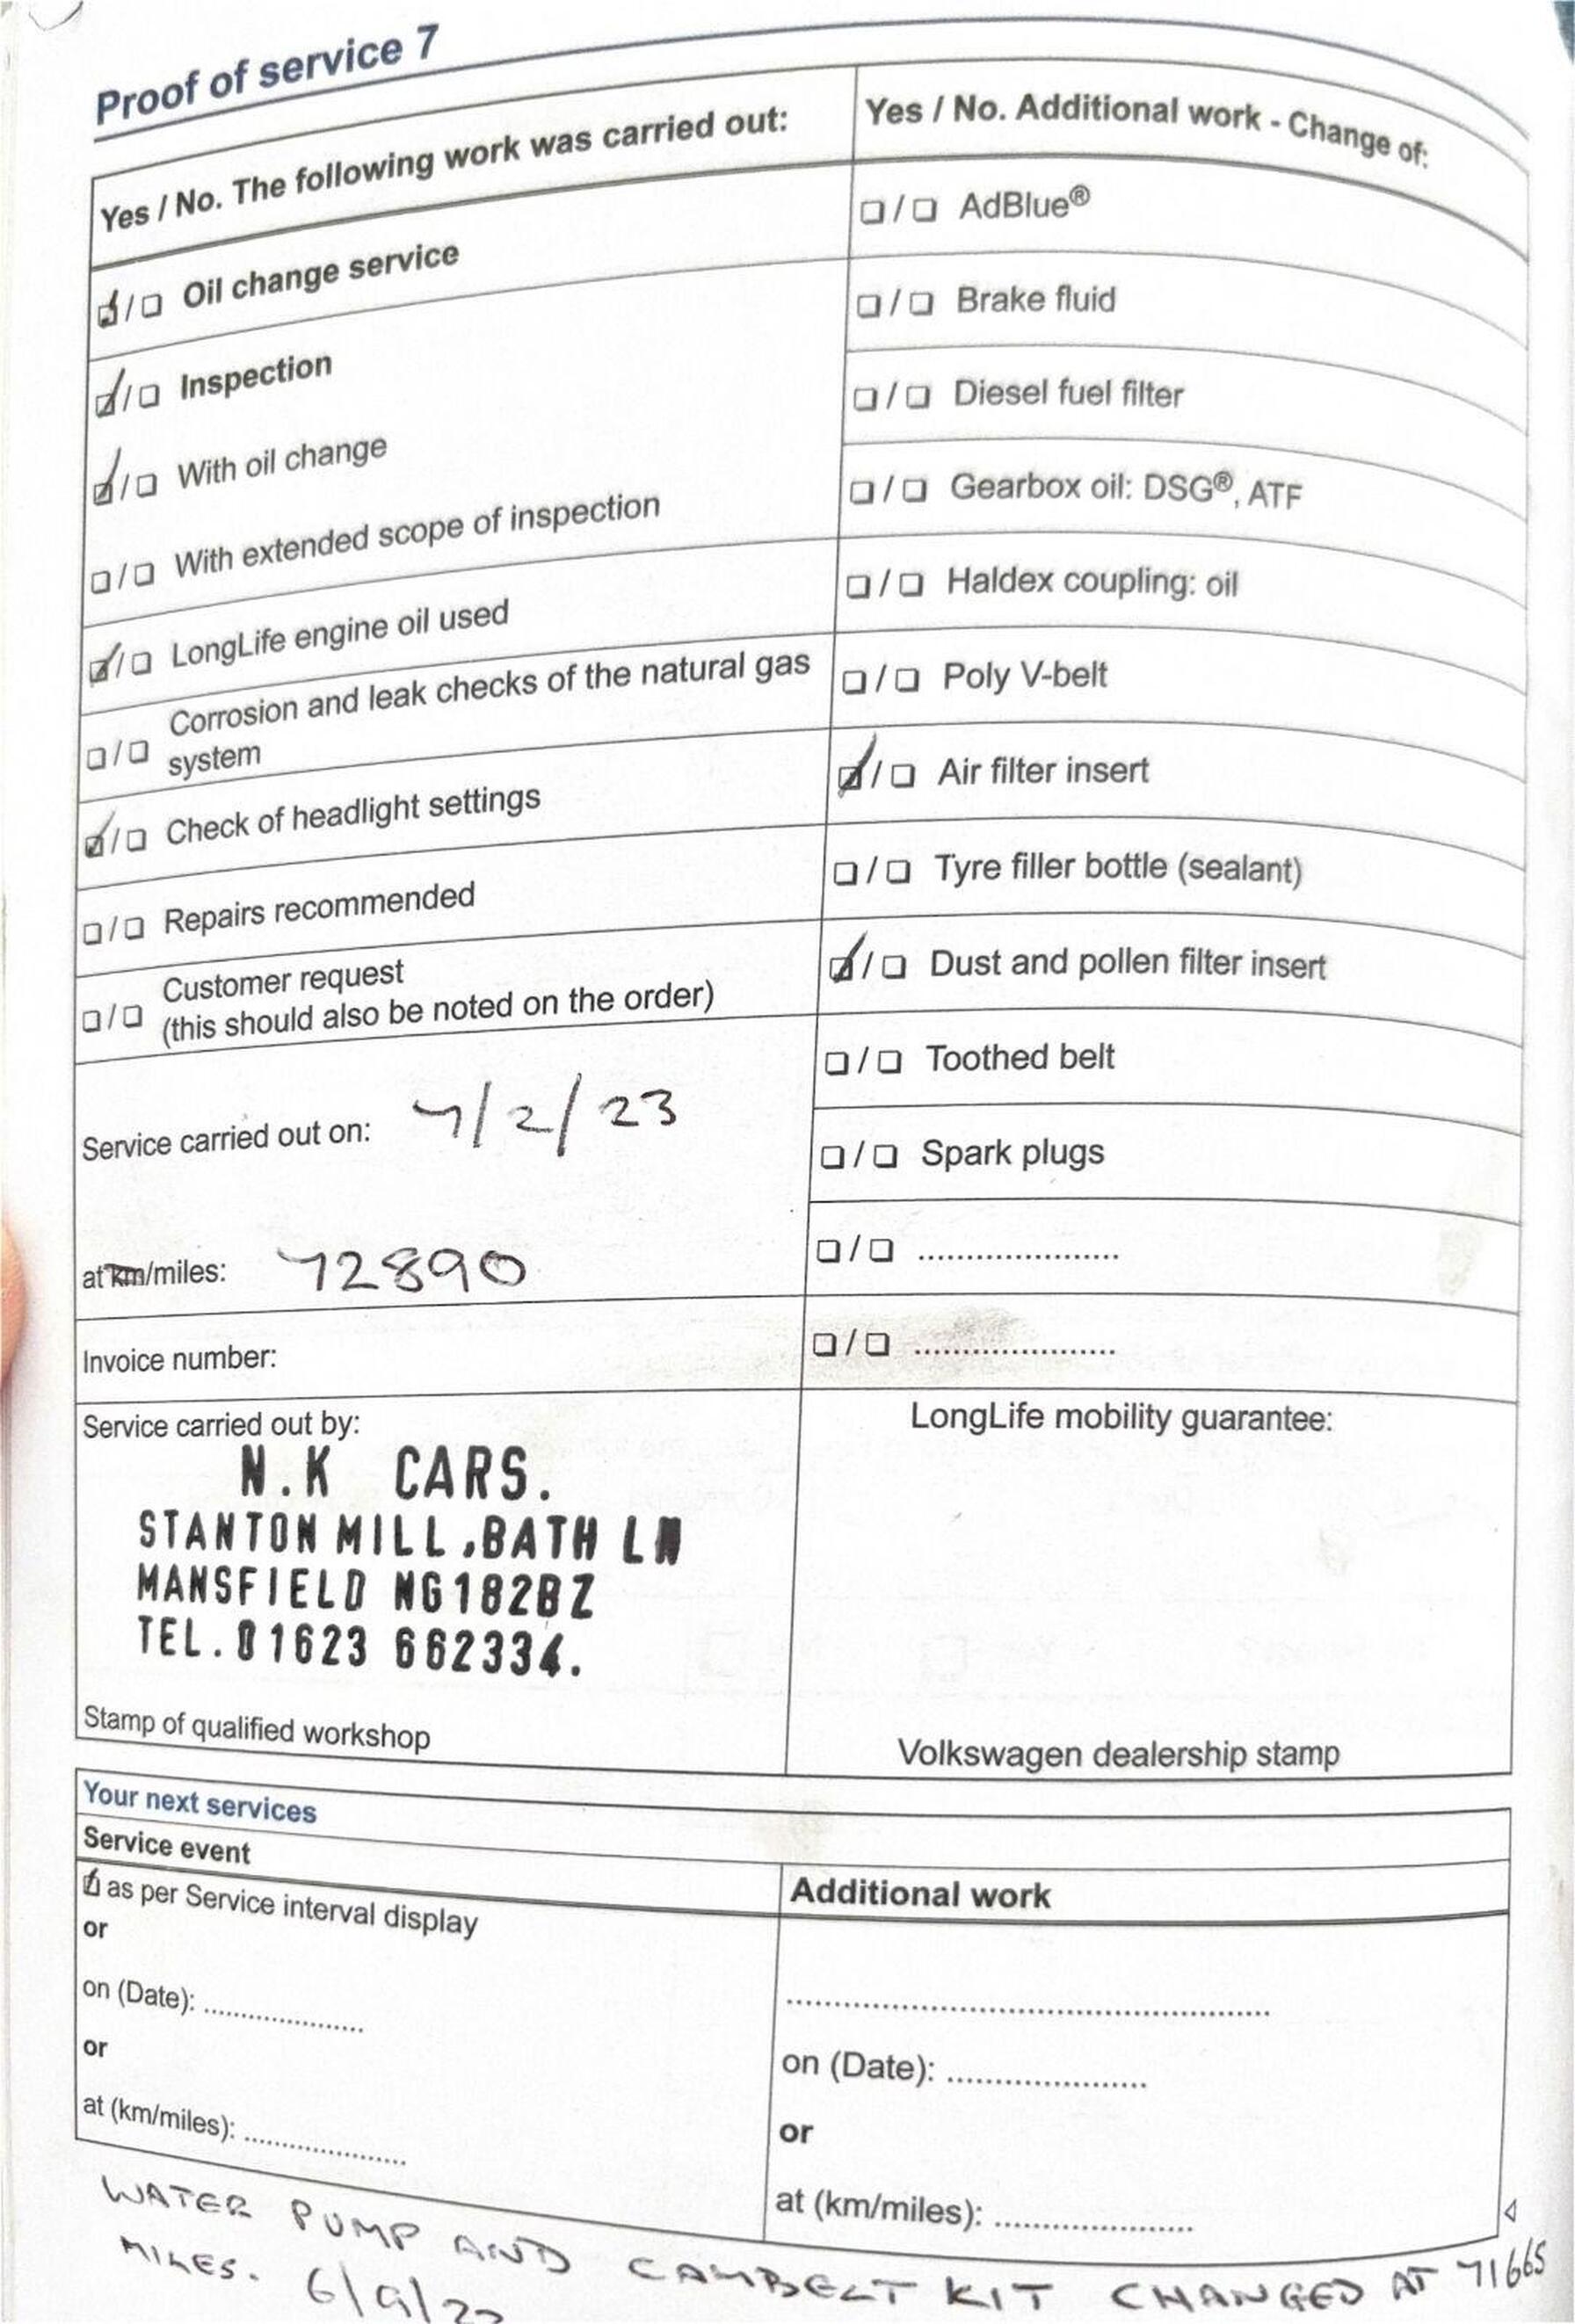 Proof of service 7
Yes / No. The following work was carried out:
☑/☐ Oil change service
☑/☐ Inspection
☑/☐ With oil change
☐/☐ With extended scope of inspection
☑/☐ LongLife engine oil used
☐/☐ Corrosion and leak checks of the natural gas
system
☑/☐ Check of headlight settings
☐/☐ Repairs recommended
☐/☐ Customer request
(this should also be noted on the order)
Service carried out on: 7/2/23
at km/miles: 72890
Invoice number:
Service carried out by:
N.K CARS.
STANTON MILL,BATH LN
MANSFIELD NG182BZ
TEL.01623 662334.
Stamp of qualified workshop
Yes / No. Additional work - Change of:
☐/☐ AdBlue®
☐/☐ Brake fluid
☐/☐ Diesel fuel filter
☐/☐ Gearbox oil: DSG®, ATF
☐/☐ Haldex coupling: oil
☐/☐ Poly V-belt
☑/☐ Air filter insert
☐/☐ Tyre filler bottle (sealant)
☑/☐ Dust and pollen filter insert
☐/☐ Toothed belt
☐/☐ Spark plugs
☐/☐ ....................
☐/☐ ....................
LongLife mobility guarantee:
Volkswagen dealership stamp
Your next services
Service event
☑ as per Service interval display
or
on (Date): ................
or
at (km/miles): ................
Additional work
................................................
on (Date): ....................
or
at (km/miles): ....................
WATER PUMP AND CAMBELT KIT CHANGED AT 71665
MILES. 6/9/22